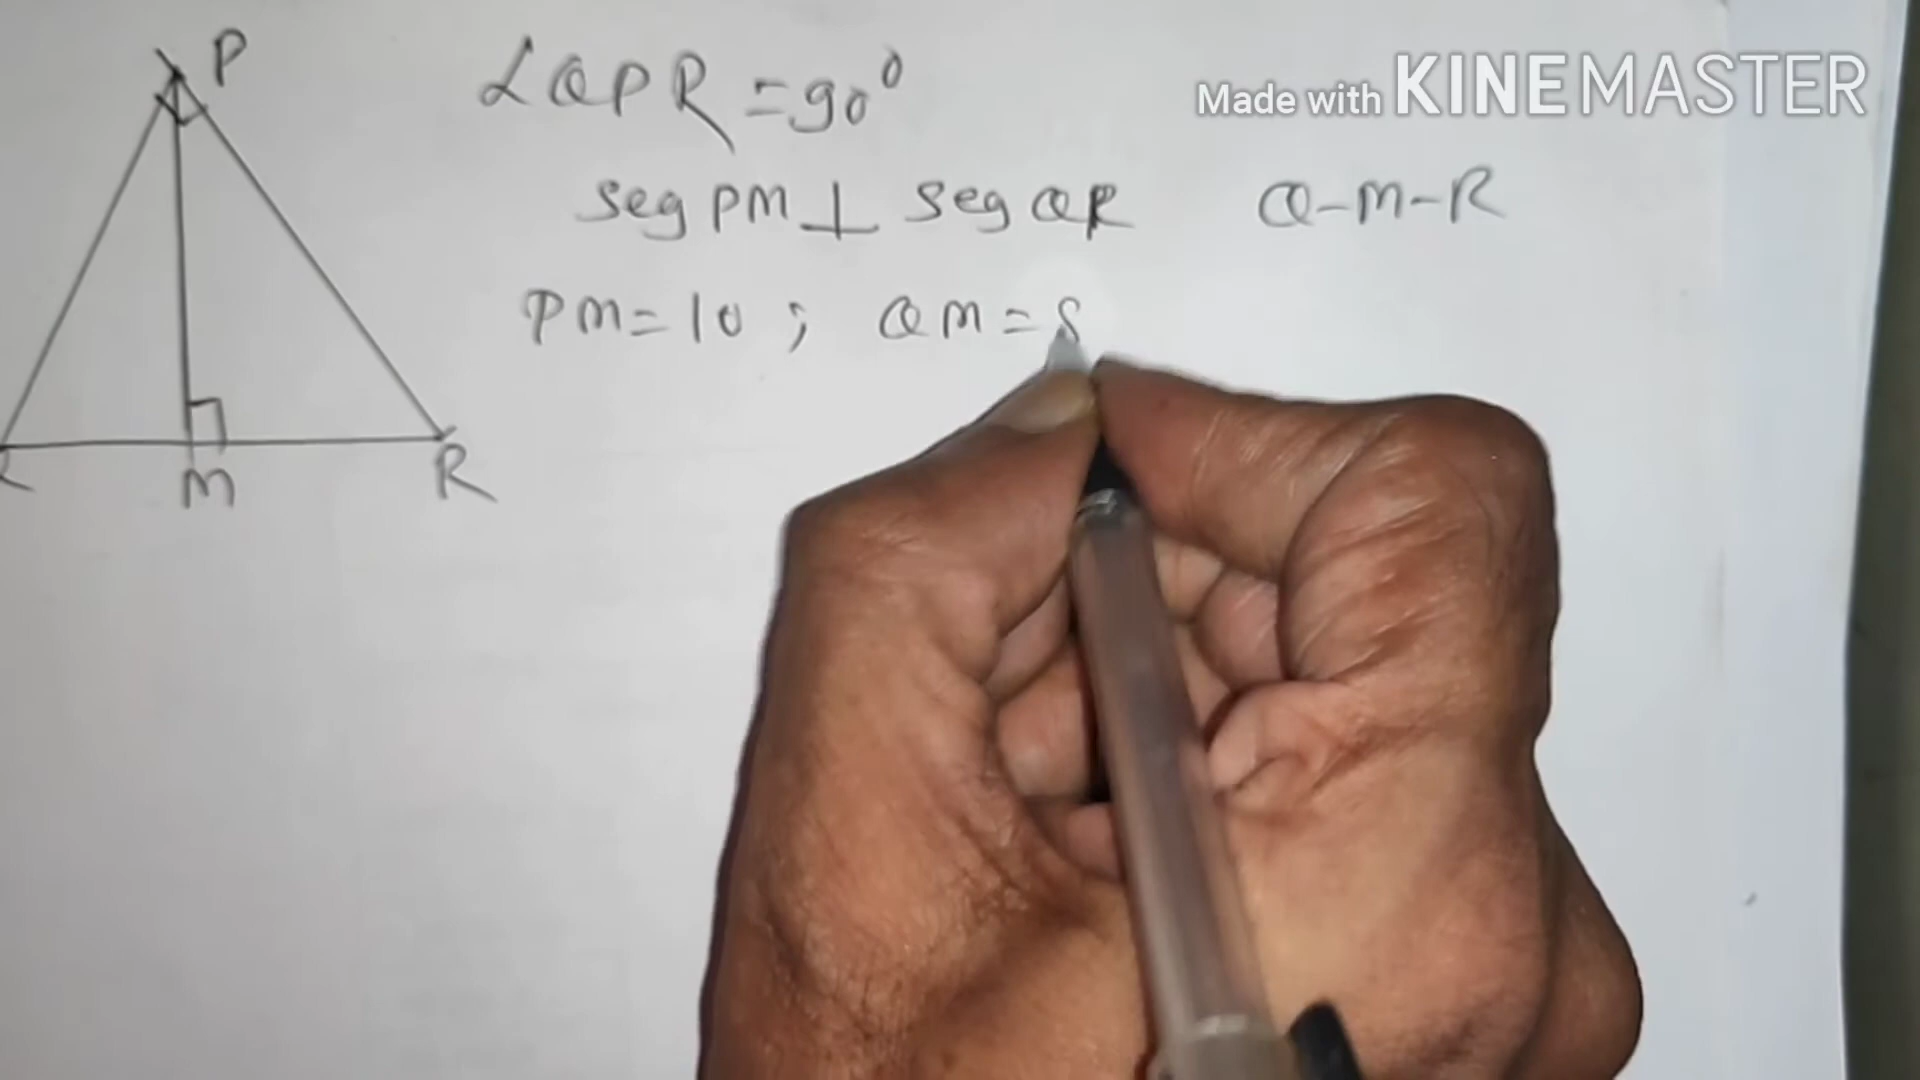 P
∠QPR = 90°
Made with KINEMASTER
seg PM ⊥ seg QR Q-M-R
PM = 10 ; QM = 8
M R